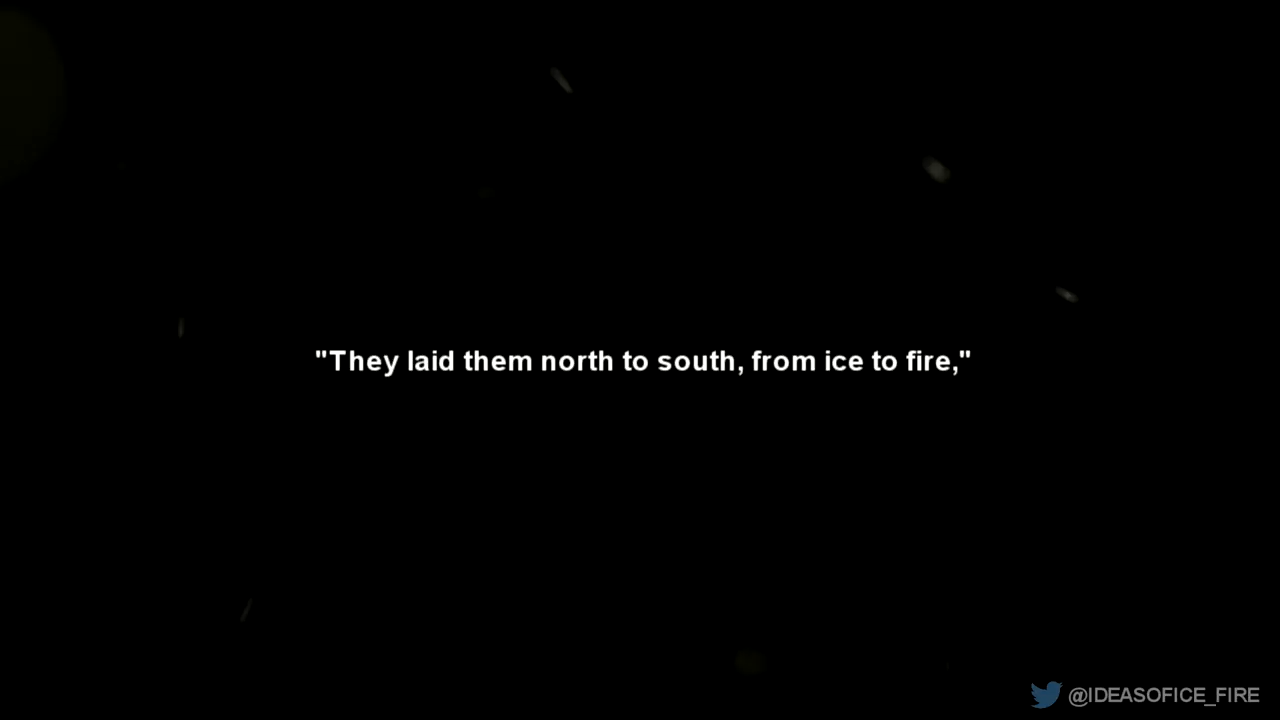 "They laid them north to south, from ice to fire,"
@IDEASOFICE_FIRE